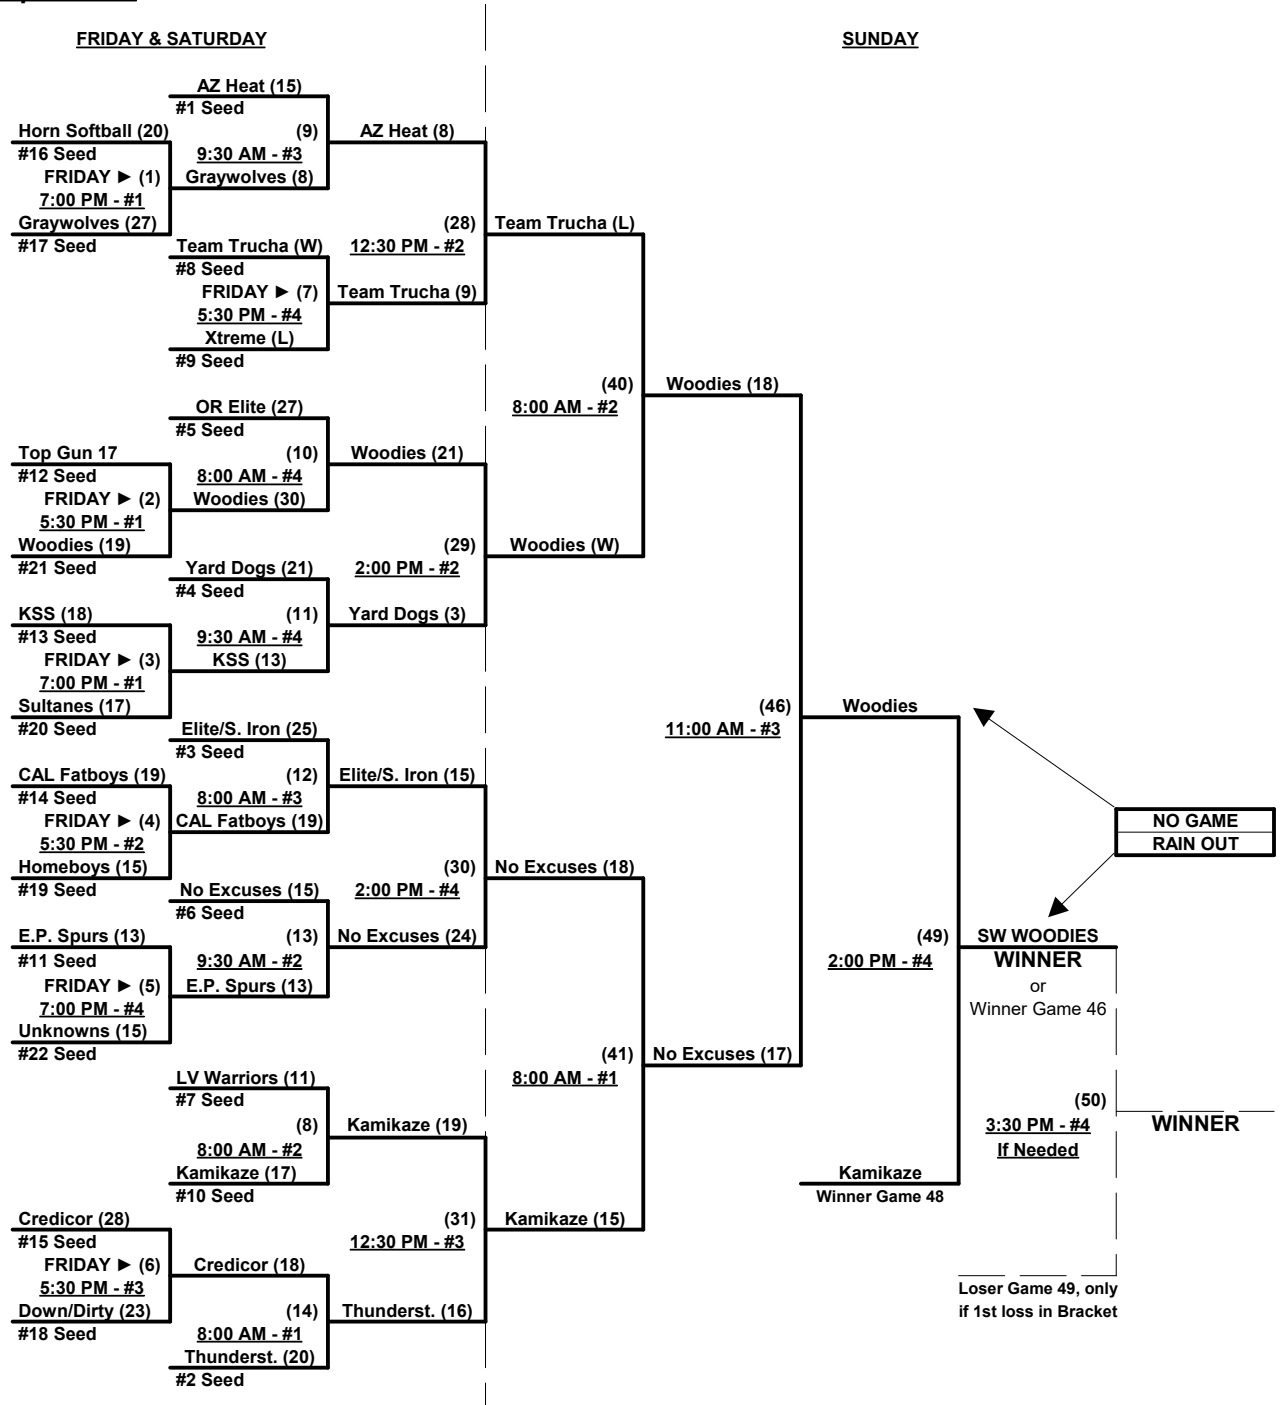 FRIDAY & SATURDAY
SUNDAY
AZ Heat (15)
#1 Seed
Horn Softball (20)
(9)
AZ Heat (8)
#16 Seed
9:30 AM - #3
FRIDAY ► (1)
Graywolves (8)
7:00 PM - #1
Graywolves (27)
(28)
Team Trucha (L)
#17 Seed
Team Trucha (W)
12:30 PM - #2
#8 Seed
FRIDAY ► (7)
Team Trucha (9)
5:30 PM - #4
Xtreme (L)
#9 Seed
(40)
Woodies (18)
OR Elite (27)
8:00 AM - #2
#5 Seed
Top Gun 17
(10)
Woodies (21)
#12 Seed
8:00 AM - #4
FRIDAY ► (2)
Woodies (30)
5:30 PM - #1
Woodies (19)
(29)
Woodies (W)
#21 Seed
Yard Dogs (21)
2:00 PM - #2
#4 Seed
KSS (18)
(11)
Yard Dogs (3)
#13 Seed
9:30 AM - #4
FRIDAY ► (3)
KSS (13)
7:00 PM - #1
Sultanes (17)
(46)
Woodies
#20 Seed
Elite/S. Iron (25)
11:00 AM - #3
#3 Seed
CAL Fatboys (19)
(12)
Elite/S. Iron (15)
#14 Seed
8:00 AM - #3
FRIDAY ► (4)
CAL Fatboys (19)
NO GAME
5:30 PM - #2
RAIN OUT
Homeboys (15)
(30)
No Excuses (18)
#19 Seed
No Excuses (15)
2:00 PM - #4
#6 Seed
E.P. Spurs (13)
(13)
No Excuses (24)
(49)
SW WOODIES
#11 Seed
9:30 AM - #2
2:00 PM - #4
WINNER
FRIDAY ► (5)
E.P. Spurs (13)
or
7:00 PM - #4
Winner Game 46
Unknowns (15)
#22 Seed
(41)
No Excuses (17)
LV Warriors (11)
8:00 AM - #1
#7 Seed
(50)
(8)
Kamikaze (19)
3:30 PM - #4
WINNER
8:00 AM - #2
If Needed
Kamikaze (17)
Kamikaze
#10 Seed
Winner Game 48
Credicor (28)
(31)
Kamikaze (15)
#15 Seed
12:30 PM - #3
FRIDAY ► (6)
Credicor (18)
5:30 PM - #3
Loser Game 49, only
Down/Dirty (23)
(14)
Thunderst. (16)
if 1st loss in Bracket
#18 Seed
8:00 AM - #1
Thunderst. (20)
#2 Seed